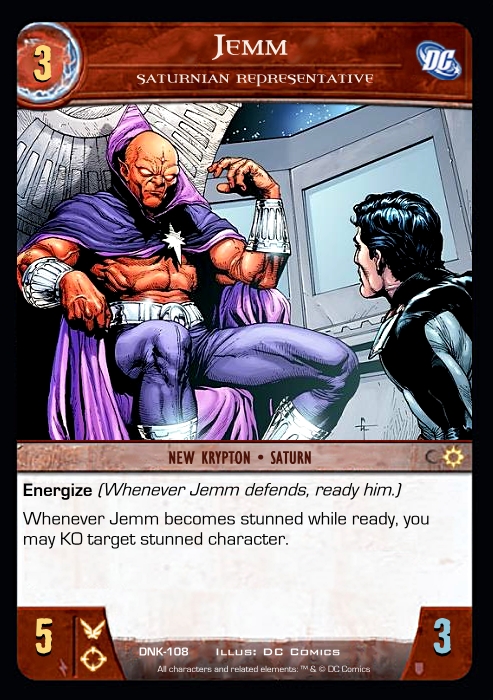 3
Jemm
DC
Saturnian Representative
New Krypton • Saturn
Energize (Whenever Jemm defends, ready him.)
Whenever Jemm becomes stunned while ready, you
may KO target stunned character.
5
DNK-108 Illus: DC Comics
3
All characters and related elements: ™ & © DC Comics